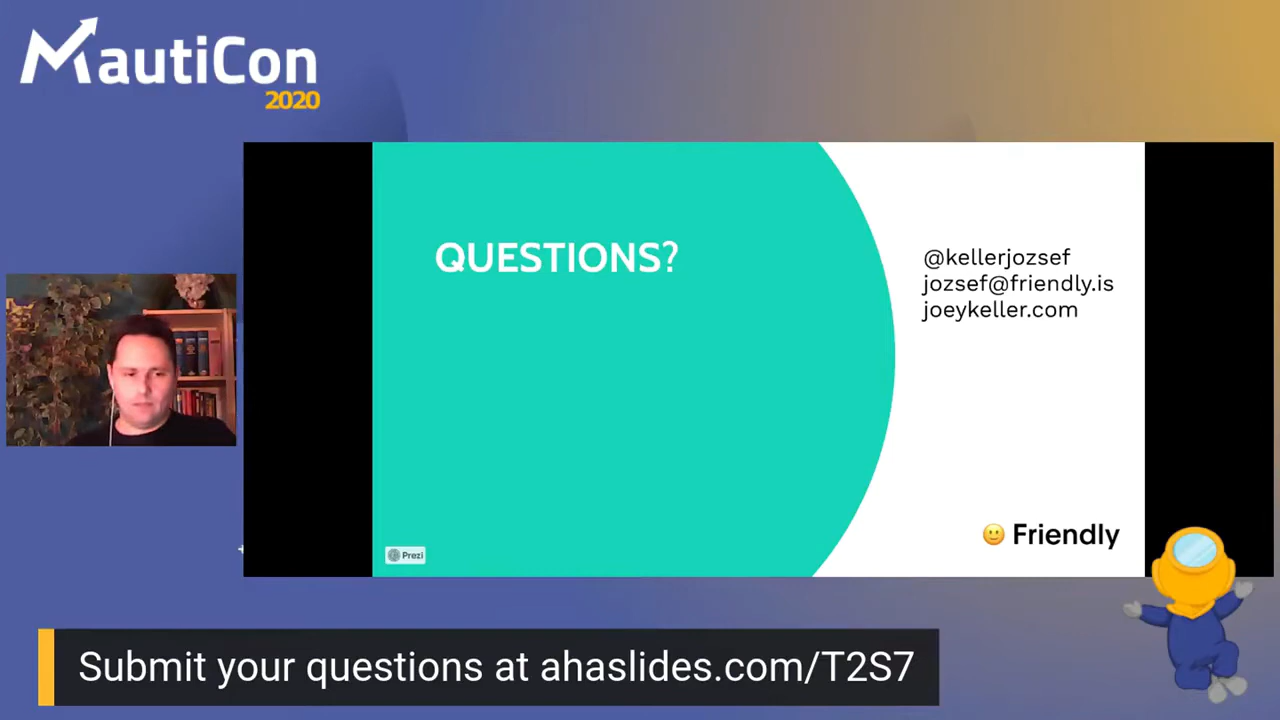 MautiCon
2020
QUESTIONS?
@kellerjozsef
jozsef@friendly.is
joeykeller.com
Prezi
Friendly
Submit your questions at ahaslides.com/T2S7